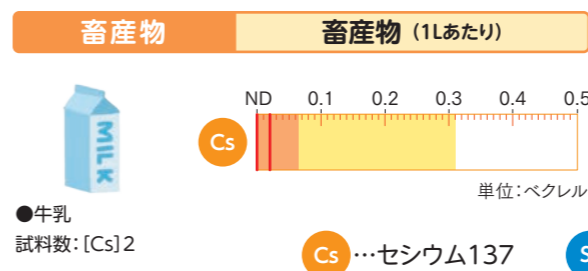 畜産物 畜産物 (1Lあたり)
ND 0.1 0.2 0.3 0.4 0.5
MILK
Cs
単位:ベクレル
●牛乳
試料数:[Cs]2
Cs …セシウム137 S